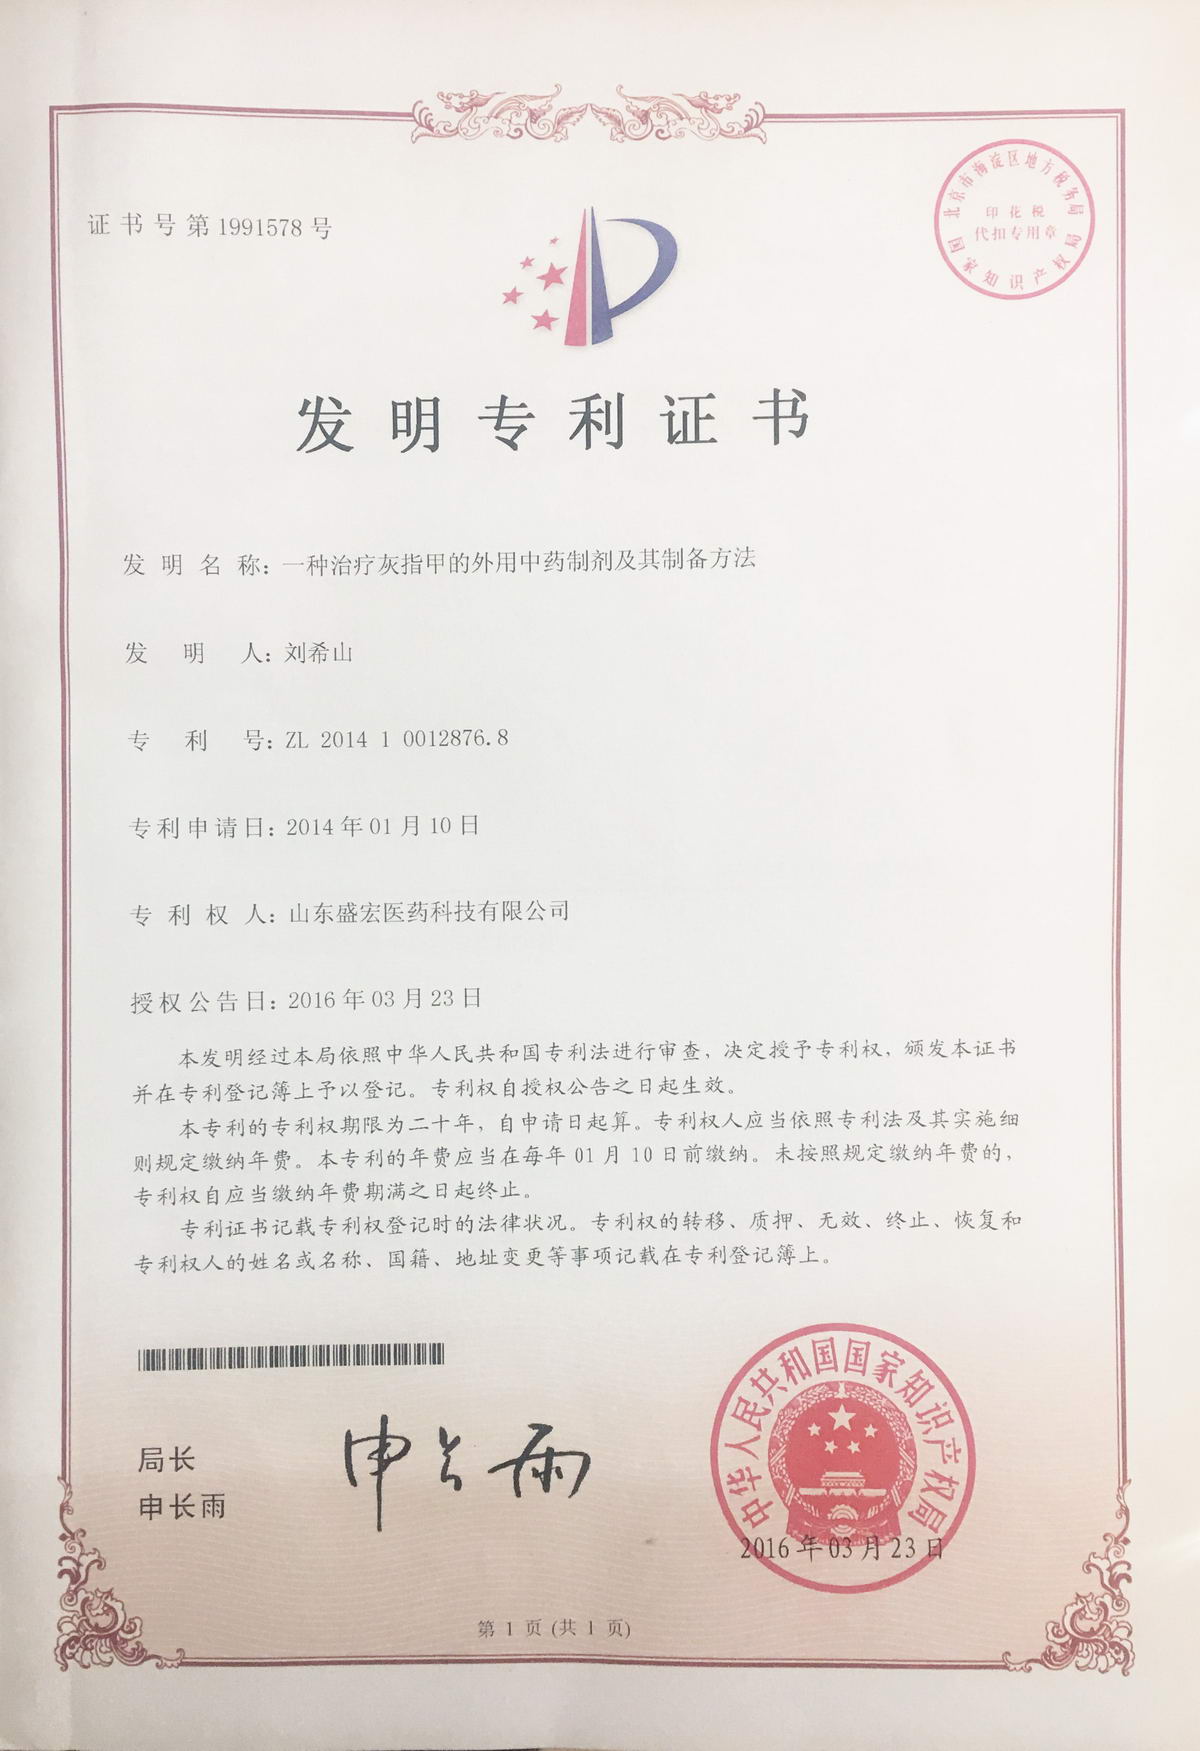 证书号第1991578号
北京市海淀区地方税务局
印花税
代扣专用章
国家知识产权局
发明专利证书
发明名称：一种治疗灰指甲的外用中药制剂及其制备方法
发明人：刘希山
专利号：ZL 2014 1 0012876.8
专利申请日：2014年01月10日
专利权人：山东盛宏医药科技有限公司
授权公告日：2016年03月23日
本发明经过本局依照中华人民共和国专利法进行审查，决定授予专利权，颁发本证书
并在专利登记簿上予以登记。专利权自授权公告之日起生效。
本专利的专利权期限为二十年，自申请日起算。专利权人应当依照专利法及其实施细
则规定缴纳年费。本专利的年费应当在每年01月10日前缴纳。未按照规定缴纳年费的，
专利权自应当缴纳年费期满之日起终止。
专利证书记载专利权登记时的法律状况。专利权的转移、质押、无效、终止、恢复和
专利权人的姓名或名称、国籍、地址变更等事项记载在专利登记簿上。
局长
申长雨
申长雨
中华人民共和国国家知识产权局
2016年03月23日
第1页(共1页)